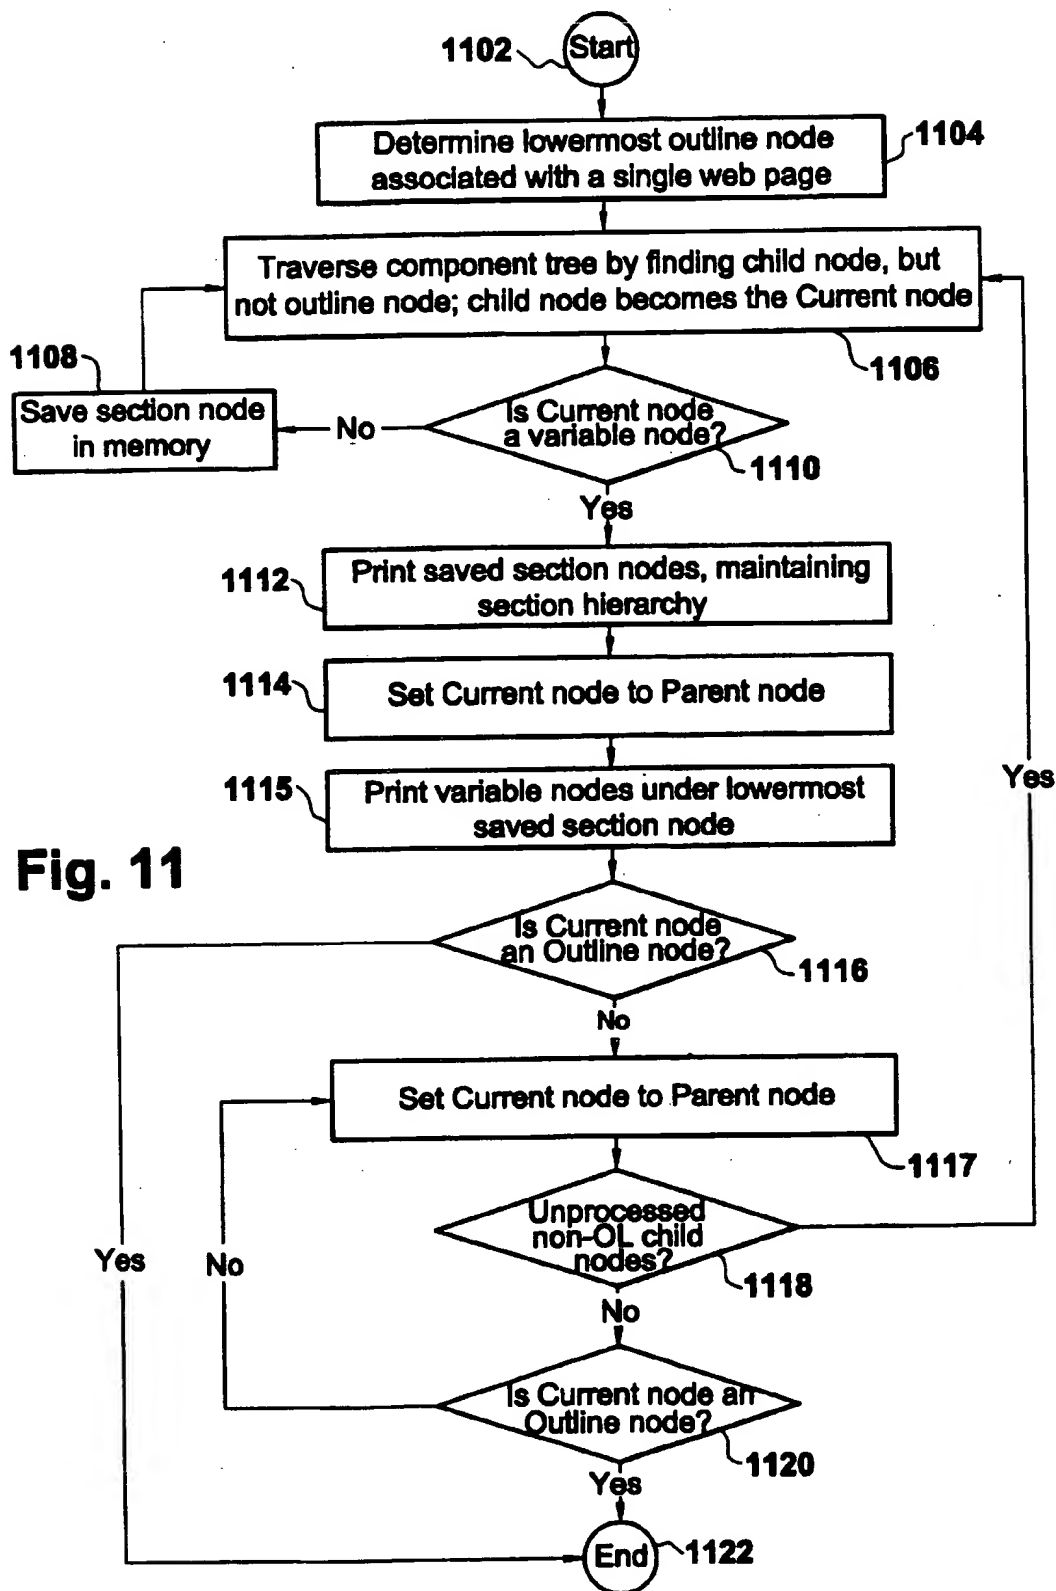 1102
Start
Determine lowermost outline node
associated with a single web page
1104
Traverse component tree by finding child node, but
not outline node; child node becomes the Current node
1106
1108
Save section node
in memory
No
Is Current node
a variable node?
1110
Yes
1112
Print saved section nodes, maintaining
section hierarchy
1114
Set Current node to Parent node
1115
Print variable nodes under lowermost
saved section node
Yes
Fig. 11
Is Current node
an Outline node?
1116
No
Set Current node to Parent node
1117
Unprocessed
non-OL child
nodes?
1118
Yes
No
No
Is Current node an
Outline node?
1120
Yes
End
1122